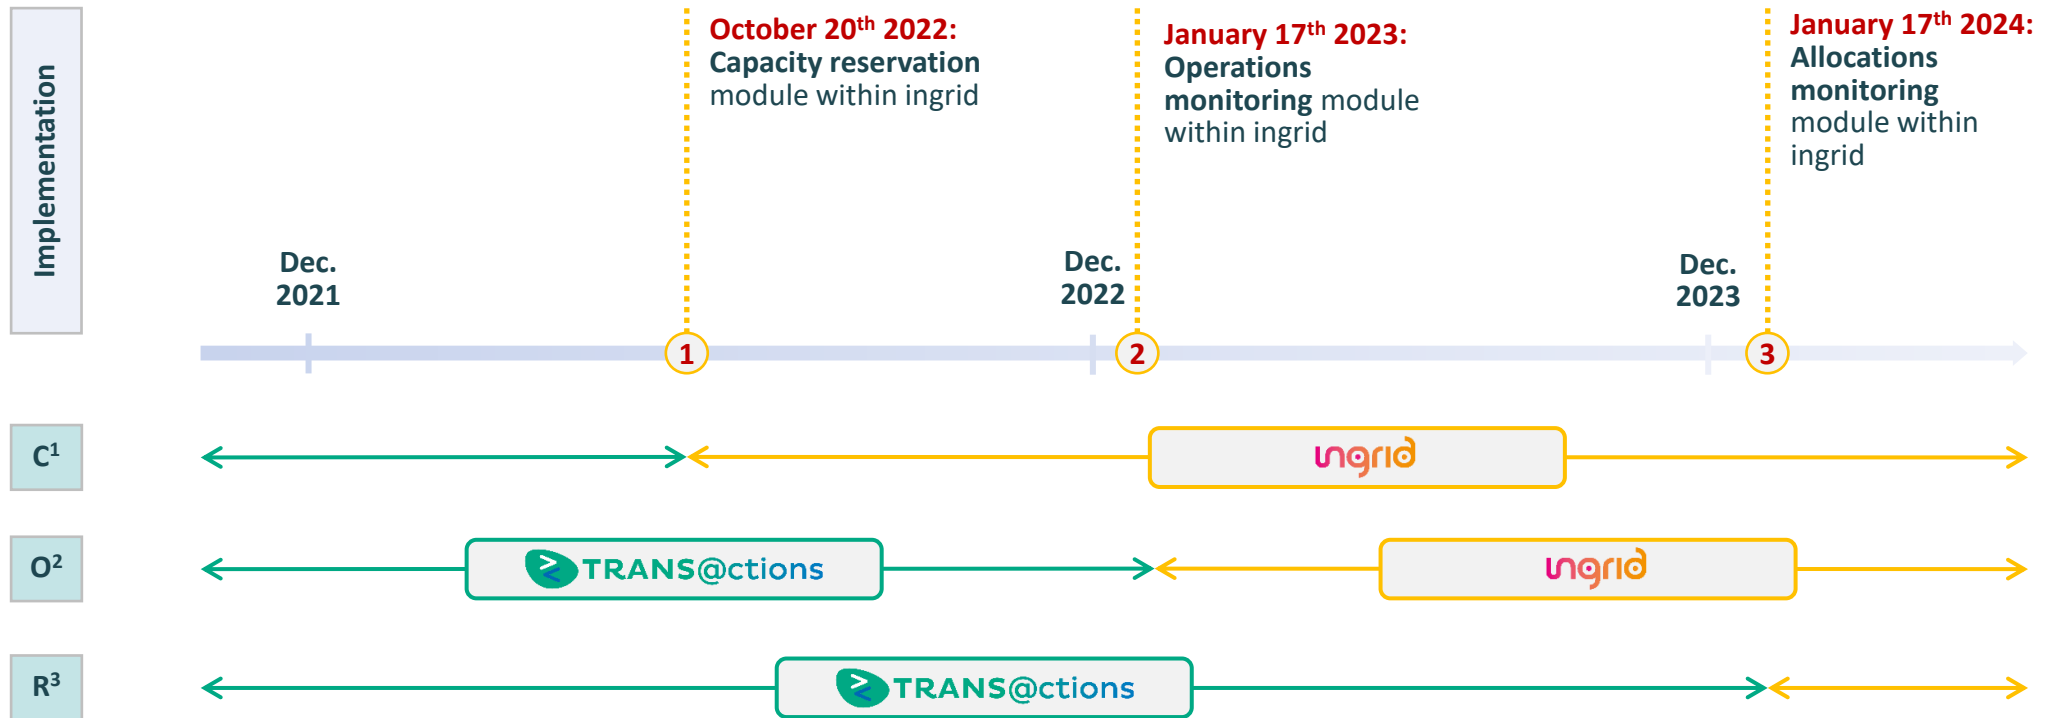 Implementation
October 20th 2022:
Capacity reservation
module within ingrid
January 17th 2023:
Operations
monitoring module
within ingrid
January 17th 2024:
Allocations
monitoring
module within
ingrid
Dec.
2021
Dec.
2022
Dec.
2023
1
2
3
C1
ingrid
O2
TRANS@ctions
ingrid
R3
TRANS@ctions